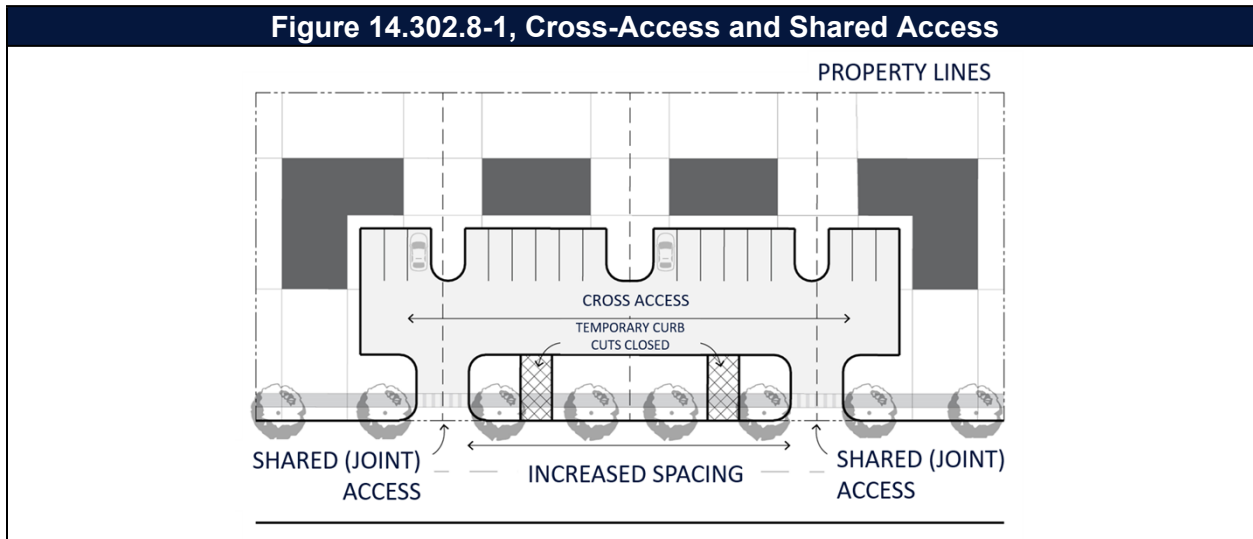 Figure 14.302.8-1, Cross-Access and Shared Access
PROPERTY LINES
CROSS ACCESS
TEMPORARY CURB
CUTS CLOSED
SHARED (JOINT)
ACCESS
INCREASED SPACING
SHARED (JOINT)
ACCESS